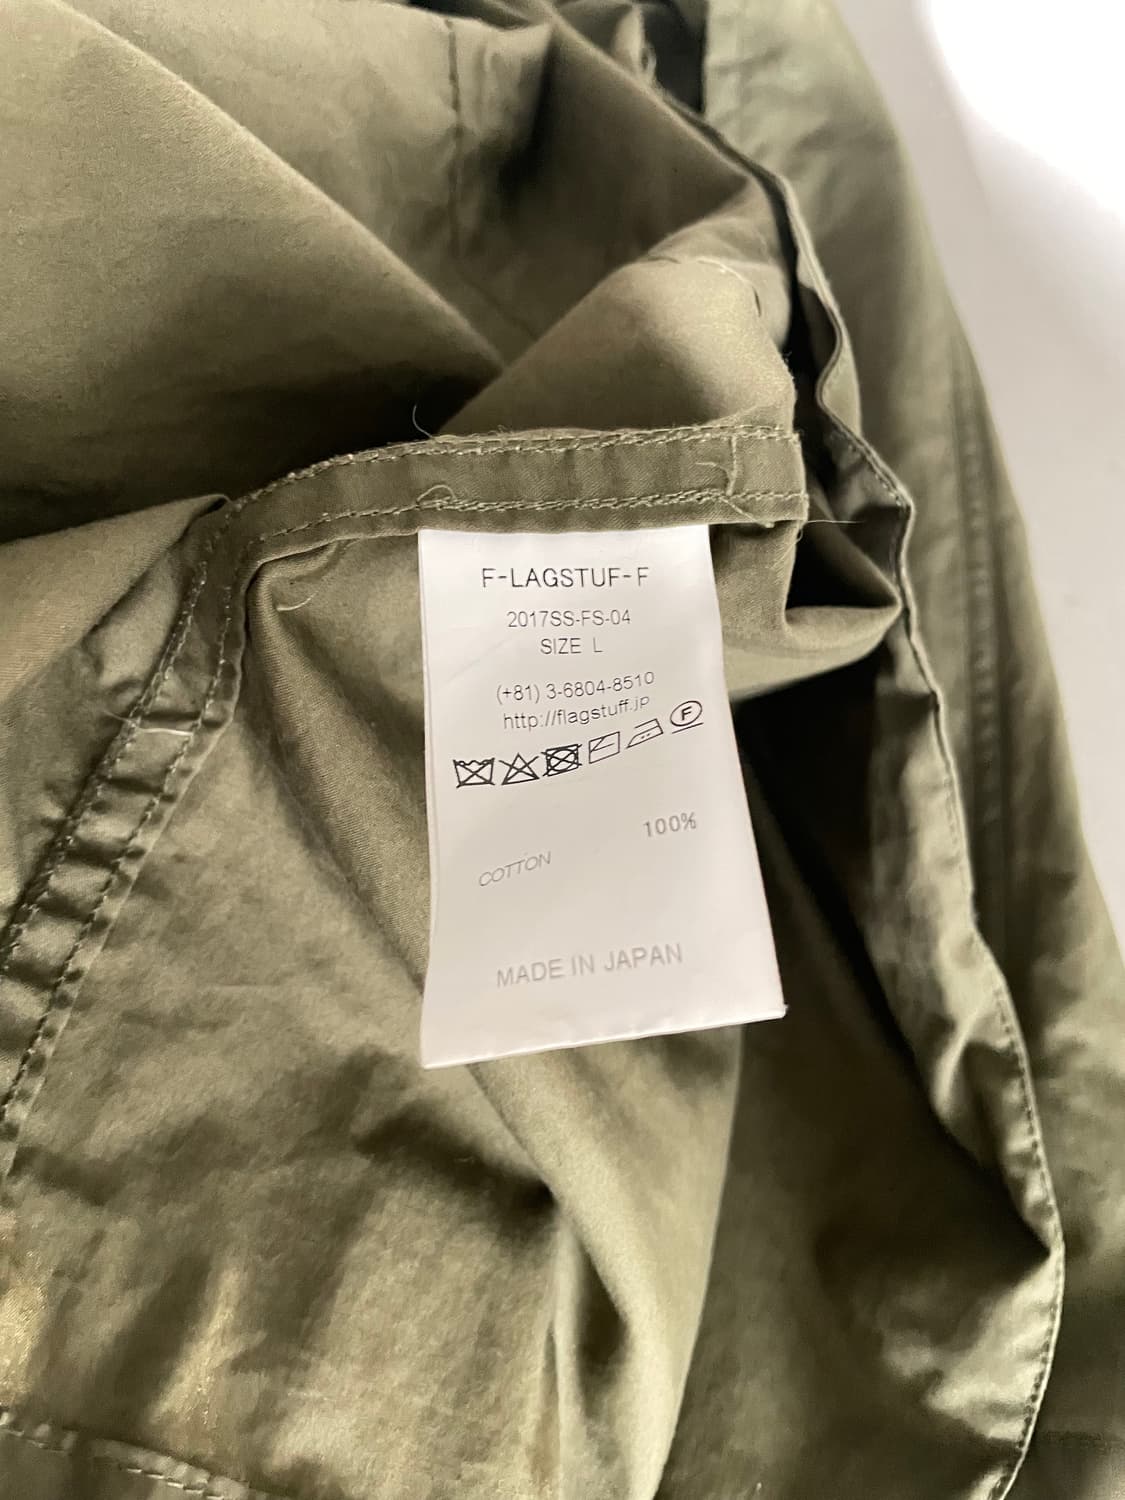 F-LAGSTUF-F
2017SS-FS-04
SIZE L
(+81) 3-6804-8510
http://flagstuff.jp
F
100%
COTTON
MADE IN JAPAN